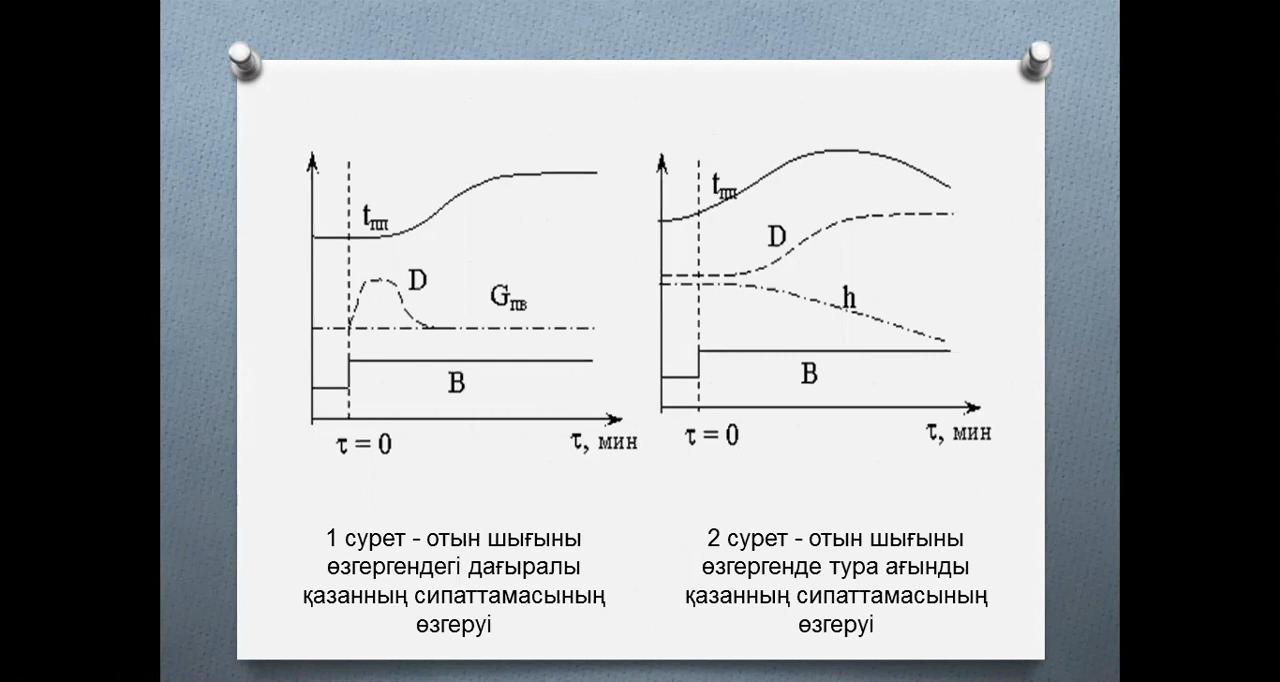 tпп
D
Gпв
B
τ = 0
τ, мин
tпп
D
h
B
τ = 0
τ, мин
1 сурет - отын шығыны
өзгергендегі дағыралы
қазанның сипаттамасының
өзгеруі
2 сурет - отын шығыны
өзгергенде тура ағынды
қазанның сипаттамасының
өзгеруі